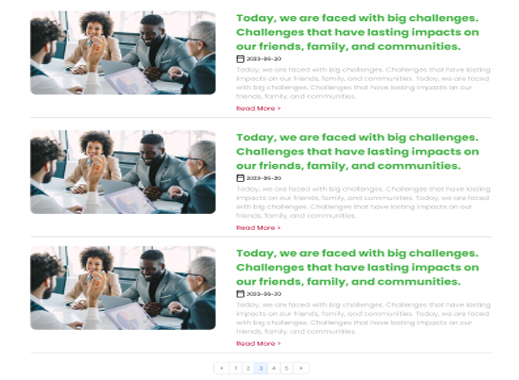 Today, we are faced with big challenges.
Challenges that have lasting impacts on
our friends, family, and communities.
2023-06-20
Today, we are faced with big challenges. Challenges that have lasting
impacts on our friends, family, and communities. Today, we are faced
with big challenges. Challenges that have lasting impacts on our
friends, family, and communities.
Read More >
Today, we are faced with big challenges.
Challenges that have lasting impacts on
our friends, family, and communities.
2023-06-20
Today, we are faced with big challenges. Challenges that have lasting
impacts on our friends, family, and communities. Today, we are faced
with big challenges. Challenges that have lasting impacts on our
friends, family, and communities.
Read More >
Today, we are faced with big challenges.
Challenges that have lasting impacts on
our friends, family, and communities.
2023-06-20
Today, we are faced with big challenges. Challenges that have lasting
impacts on our friends, family, and communities. Today, we are faced
with big challenges. Challenges that have lasting impacts on our
friends, family, and communities.
Read More >
« 1 2 3 4 5 »